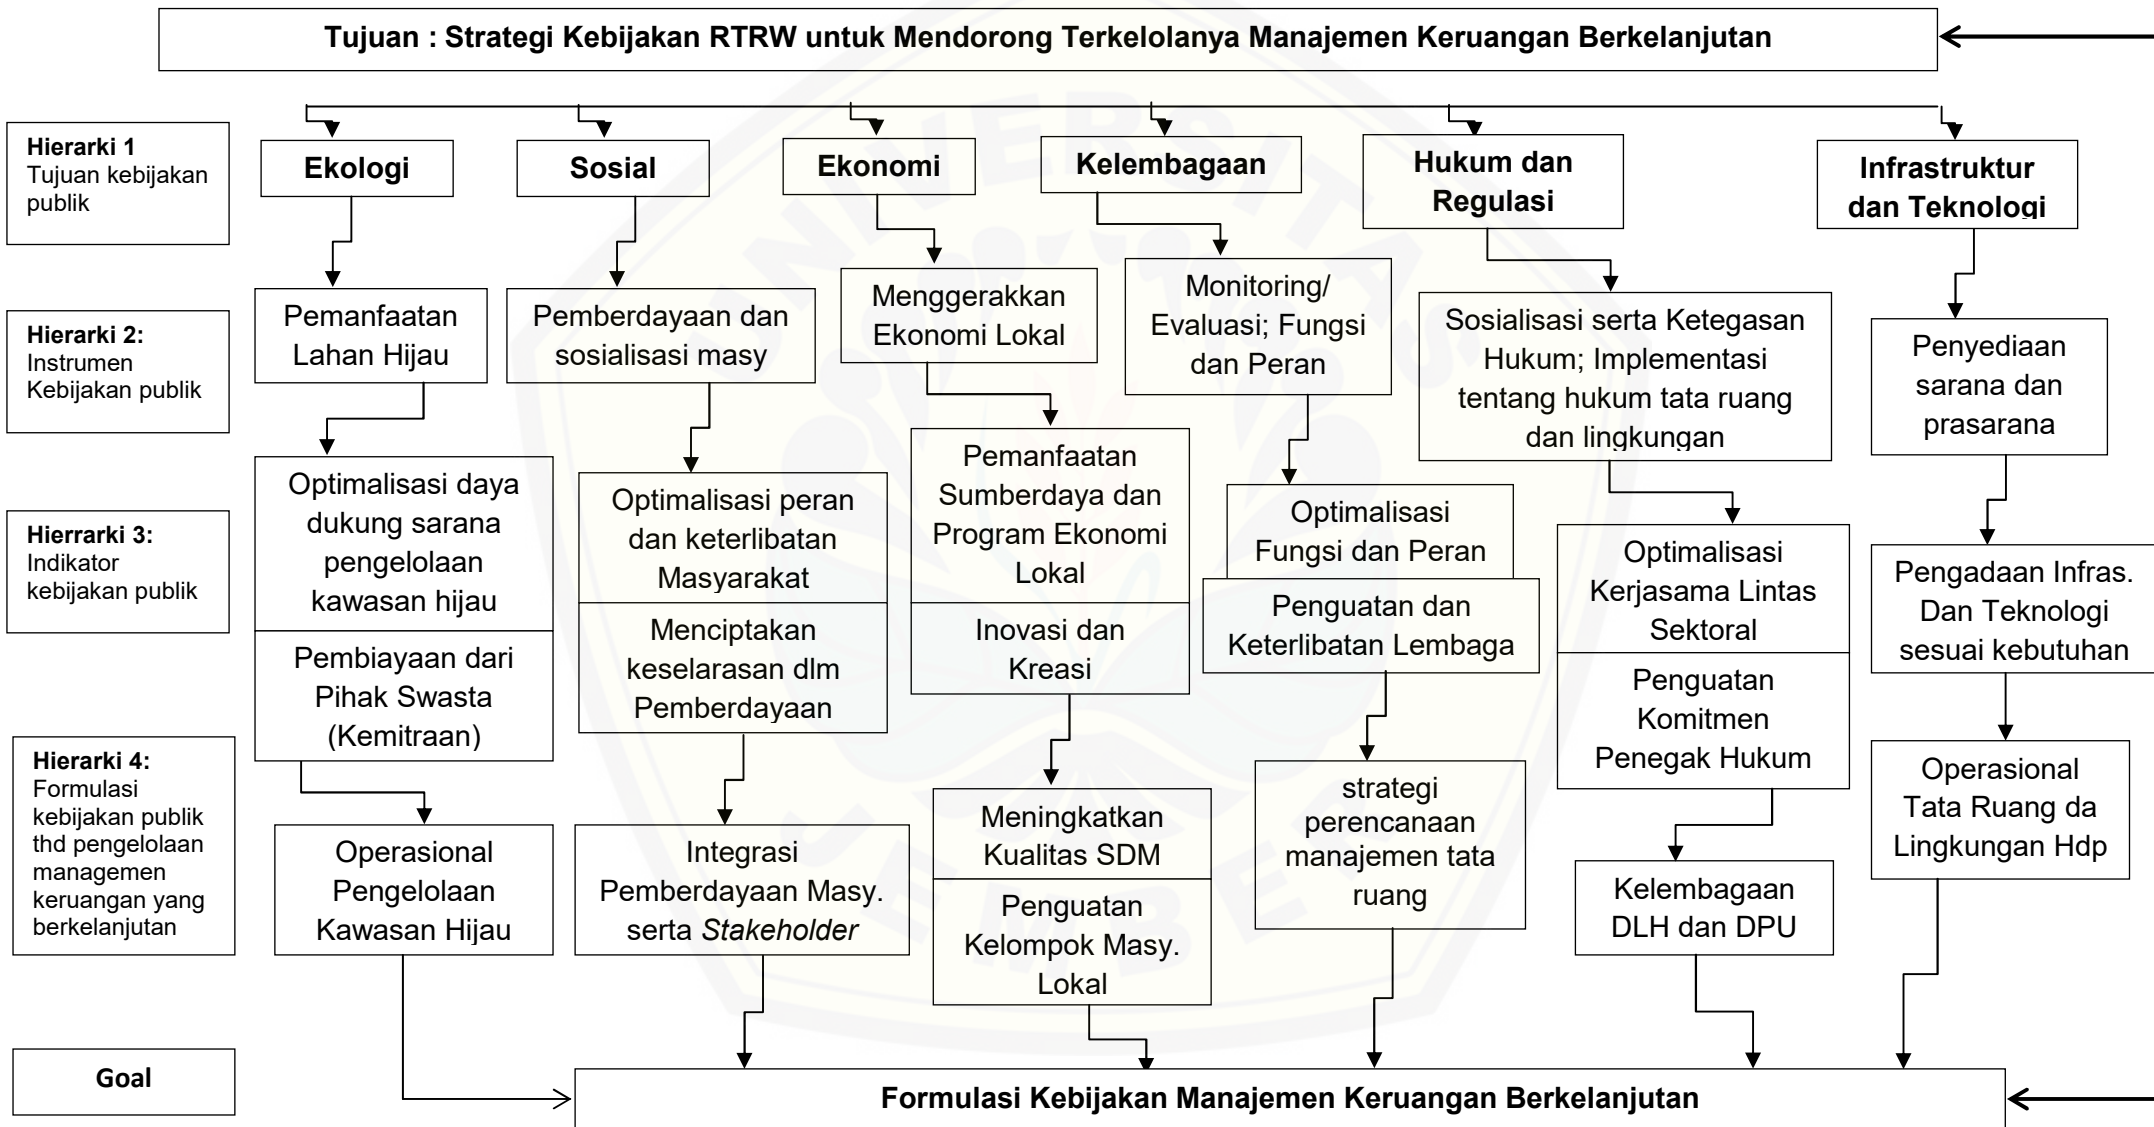 Tujuan : Strategi Kebijakan RTRW untuk Mendorong Terkelolanya Manajemen Keruangan Berkelanjutan
Hierarki 1
Tujuan kebijakan
publik
Ekologi
Sosial
Ekonomi
Kelembagaan
Hukum dan
Regulasi
Infrastruktur
dan Teknologi
Hierarki 2:
Instrumen
Kebijakan publik
Pemanfaatan
Lahan Hijau
Pemberdayaan dan
sosialisasi masy
Menggerakkan
Ekonomi Lokal
Monitoring/
Evaluasi; Fungsi
dan Peran
Sosialisasi serta Ketegasan
Hukum; Implementasi
tentang hukum tata ruang
dan lingkungan
Penyediaan
sarana dan
prasarana
Hierrarki 3:
Indikator
kebijakan publik
Optimalisasi daya
dukung sarana
pengelolaan
kawasan hijau
Pembiayaan dari
Pihak Swasta
(Kemitraan)
Optimalisasi peran
dan keterlibatan
Masyarakat
Menciptakan
keselarasan dlm
Pemberdayaan
Pemanfaatan
Sumberdaya dan
Program Ekonomi
Lokal
Inovasi dan
Kreasi
Optimalisasi
Fungsi dan Peran
Penguatan dan
Keterlibatan Lembaga
Optimalisasi
Kerjasama Lintas
Sektoral
Penguatan
Komitmen
Penegak Hukum
Pengadaan Infras.
Dan Teknologi
sesuai kebutuhan
Hierarki 4:
Formulasi
kebijakan publik
thd pengelolaan
managemen
keruangan yang
berkelanjutan
Operasional
Pengelolaan
Kawasan Hijau
Integrasi
Pemberdayaan Masy.
serta Stakeholder
Meningkatkan
Kualitas SDM
Penguatan
Kelompok Masy.
Lokal
strategi
perencanaan
manajemen tata
ruang
Kelembagaan
DLH dan DPU
Operasional
Tata Ruang da
Lingkungan Hdp
Goal
Formulasi Kebijakan Manajemen Keruangan Berkelanjutan
UNIVERSITAS
JEMBER